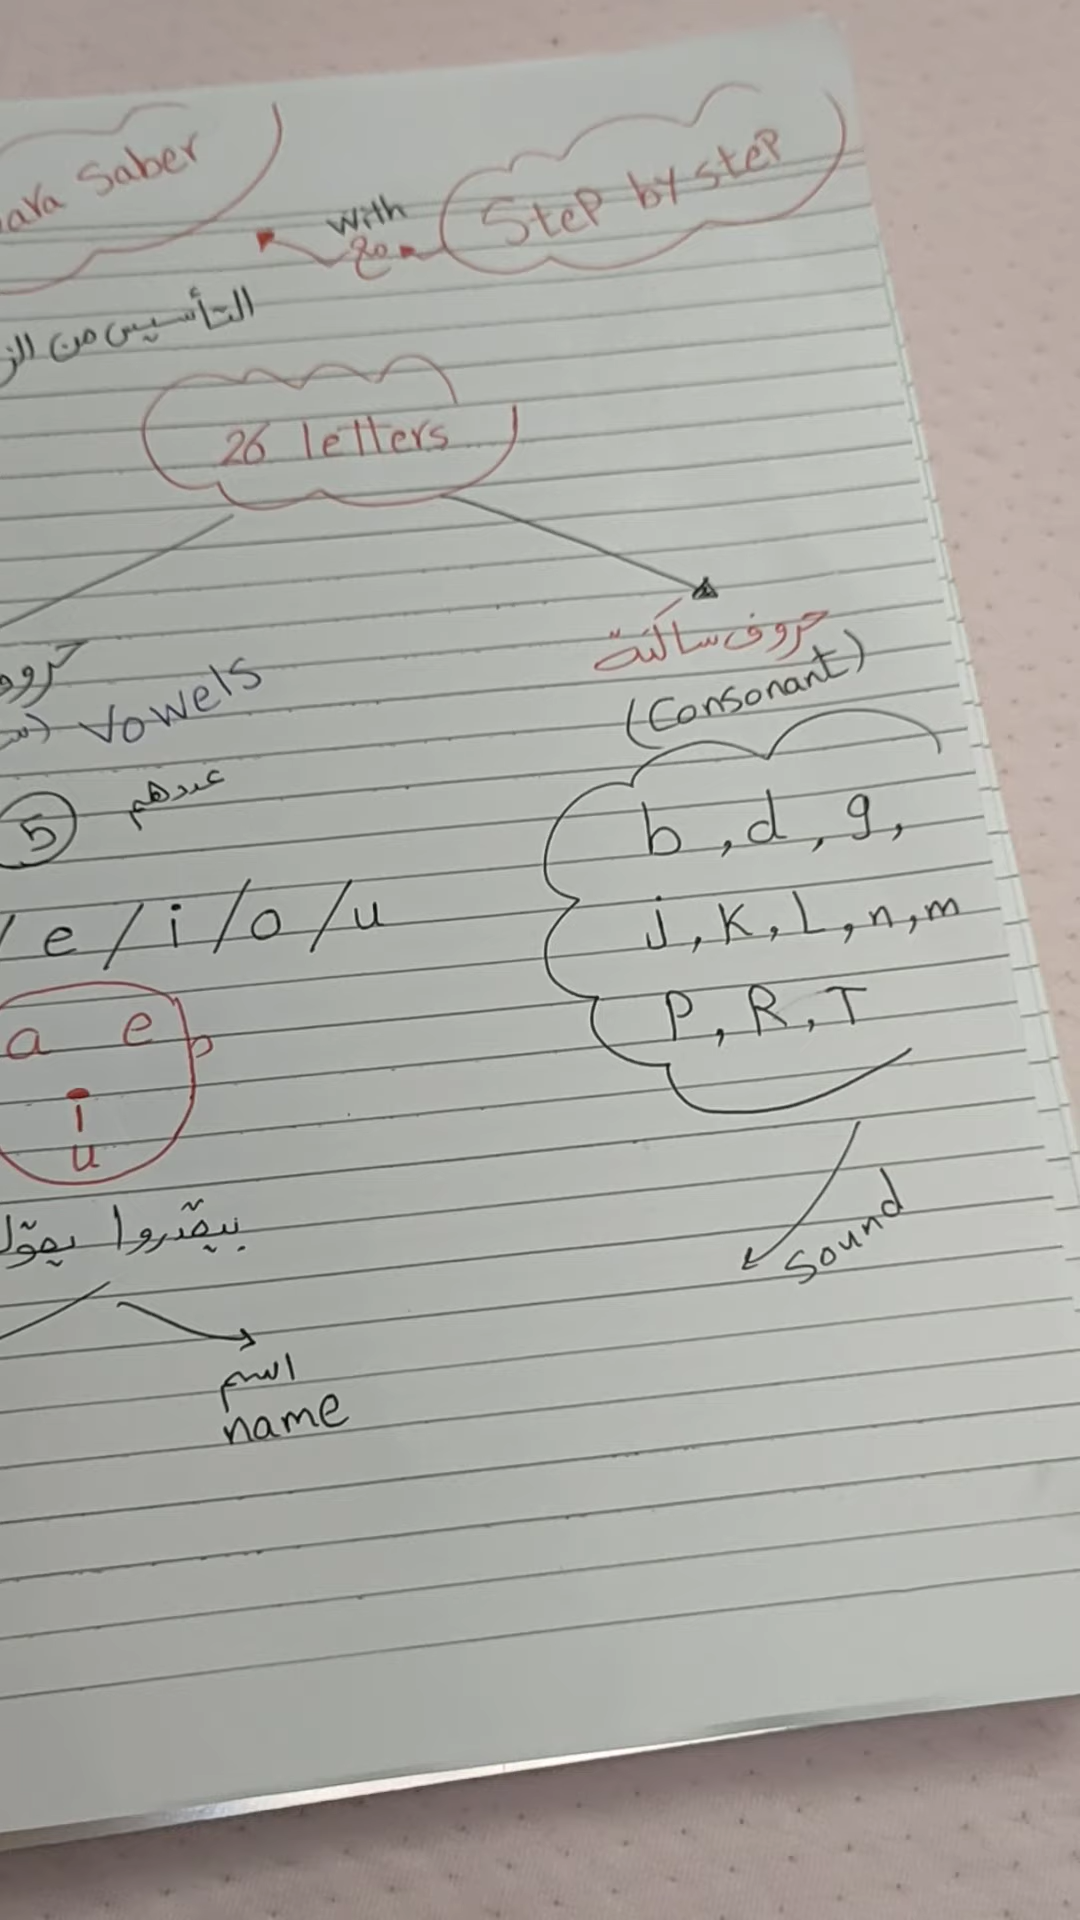 Saber
with
مع
Step by step
التأسيس من
26 letters
حروف ساكنة
(Consonant)
Vowels
5 عددهم
/ e / i / o / u
b , d , g ,
j , K , L , n , m
P , R , T
a e
i
u
بيقدروا
sound
اسم
name